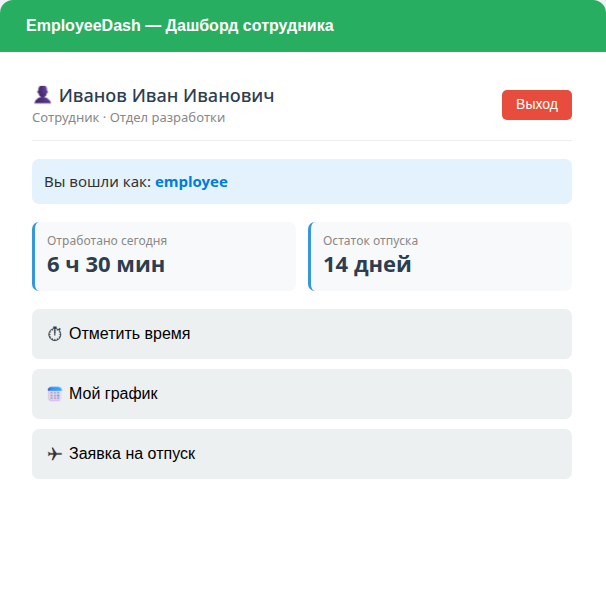 EmployeeDash — Дашборд сотрудника
Иванов Иван Иванович
Сотрудник · Отдел разработки
Выход
Вы вошли как: employee
Отработано сегодня
6 ч 30 мин
Остаток отпуска
14 дней
Отметить время
Мой график
Заявка на отпуск